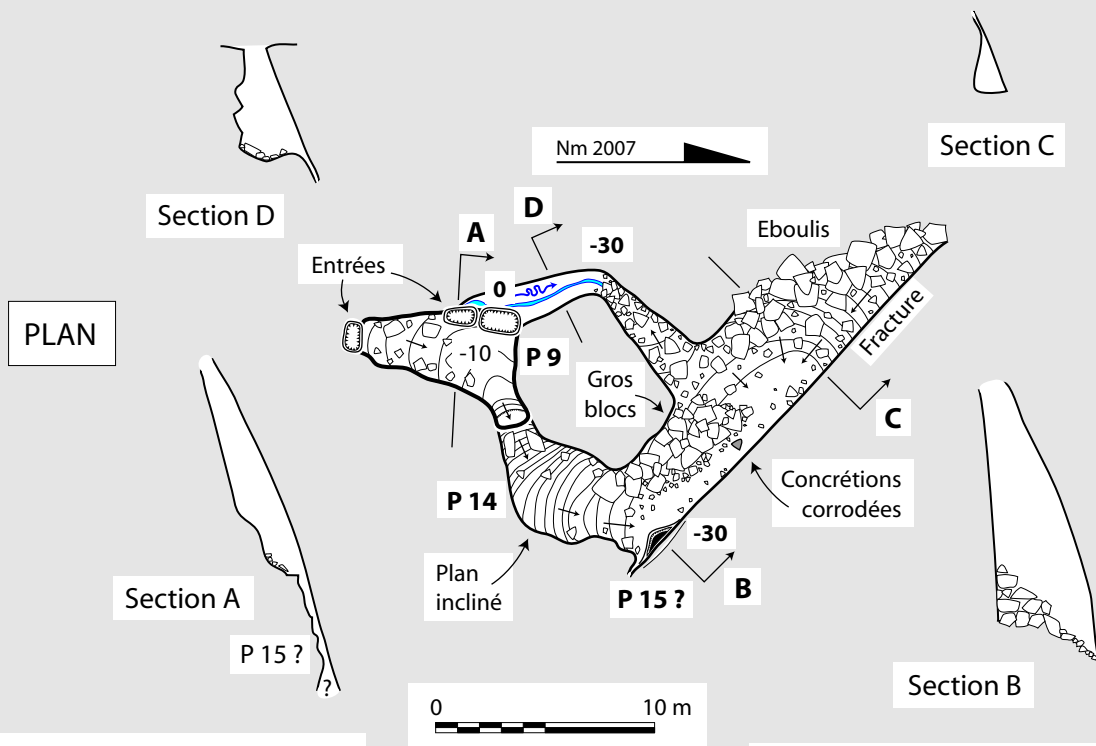 Nm 2007
Section C
Section D
D
A
-30
Eboulis
Entrées
0
PLAN
Fracture
-10
P 9
Gros
blocs
C
Concrétions
corrodées
P 14
-30
Plan
incliné
B
P 15 ?
Section A
P 15 ?
?
Section B
0
10 m